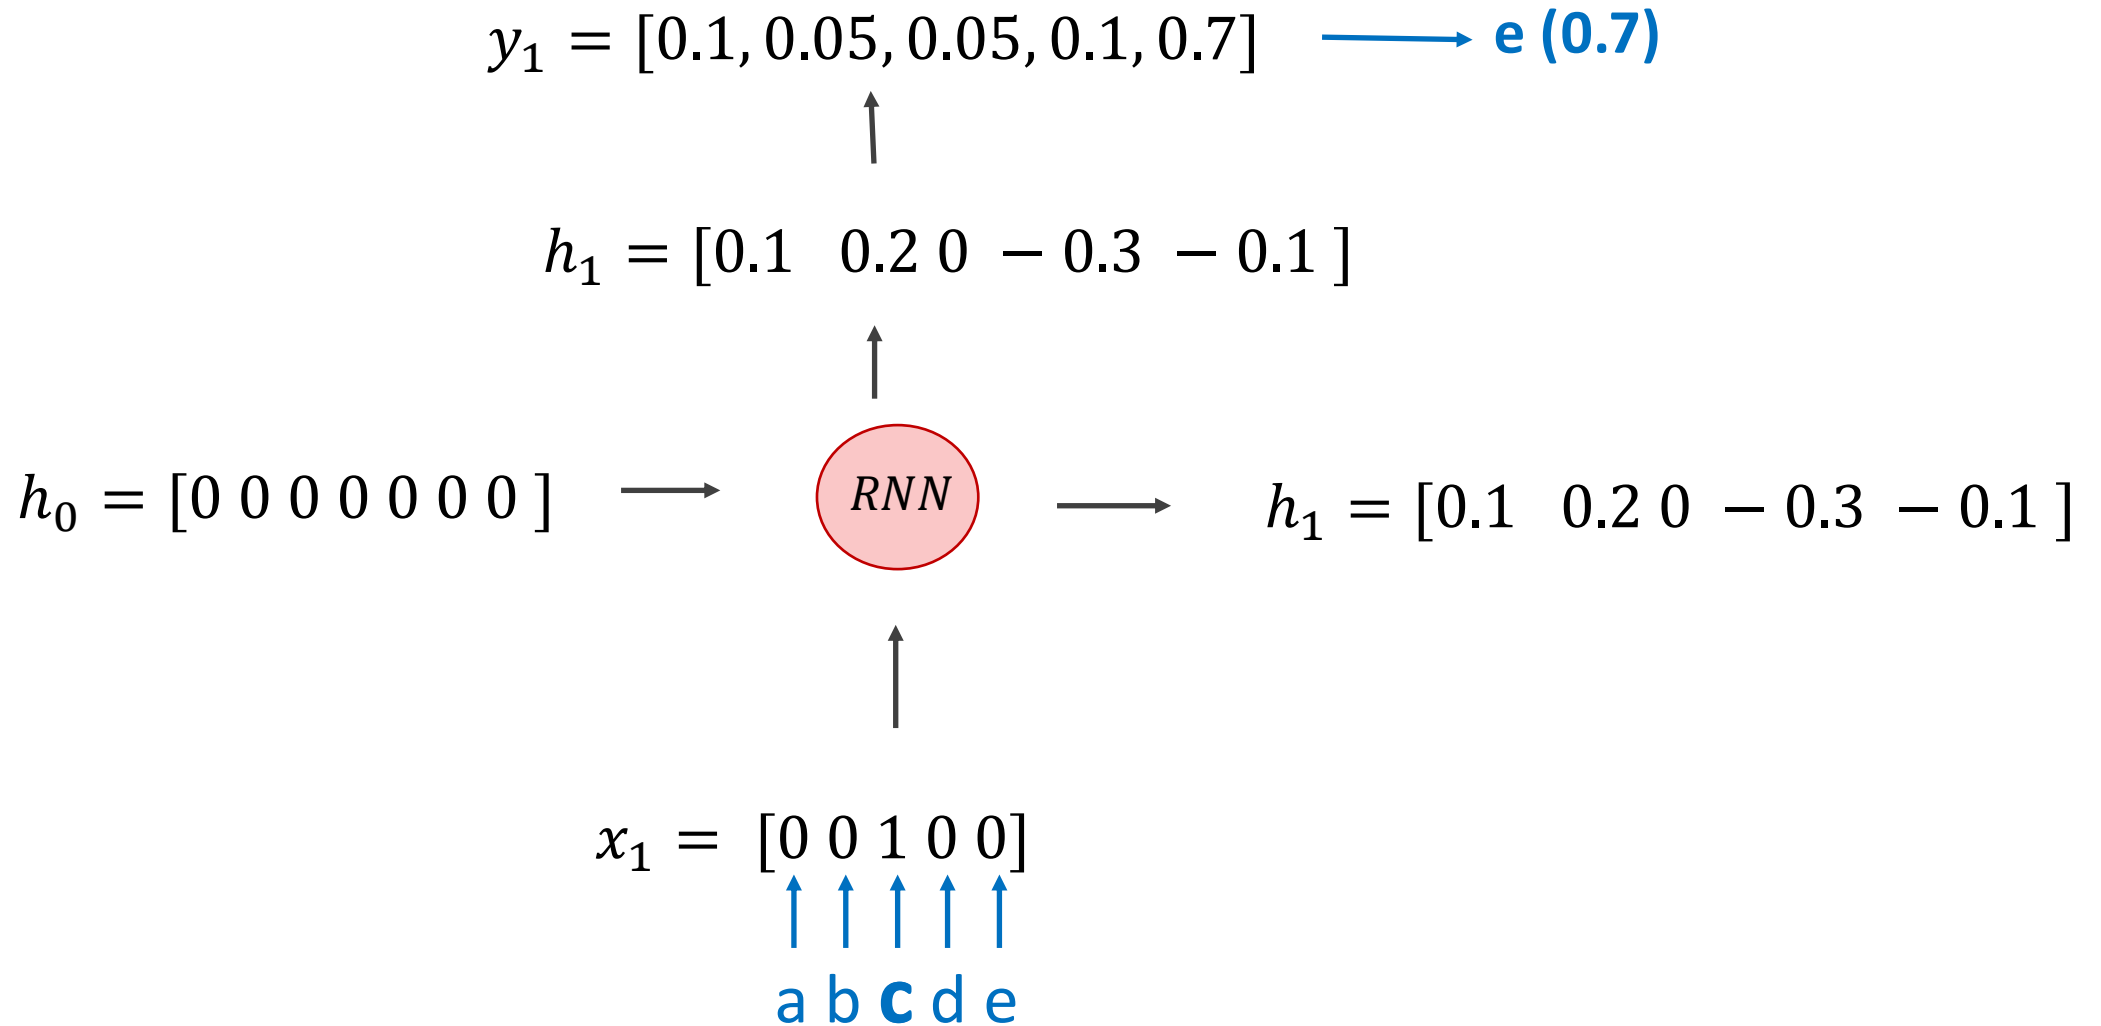 y₁ = [0.1, 0.05, 0.05, 0.1, 0.7] e (0.7)
h₁ = [0.1 0.2 0 − 0.3 − 0.1 ]
h₀ = [0 0 0 0 0 0 0 ] RNN h₁ = [0.1 0.2 0 − 0.3 − 0.1 ]
x₁ = [0 0 1 0 0]
a b c d e